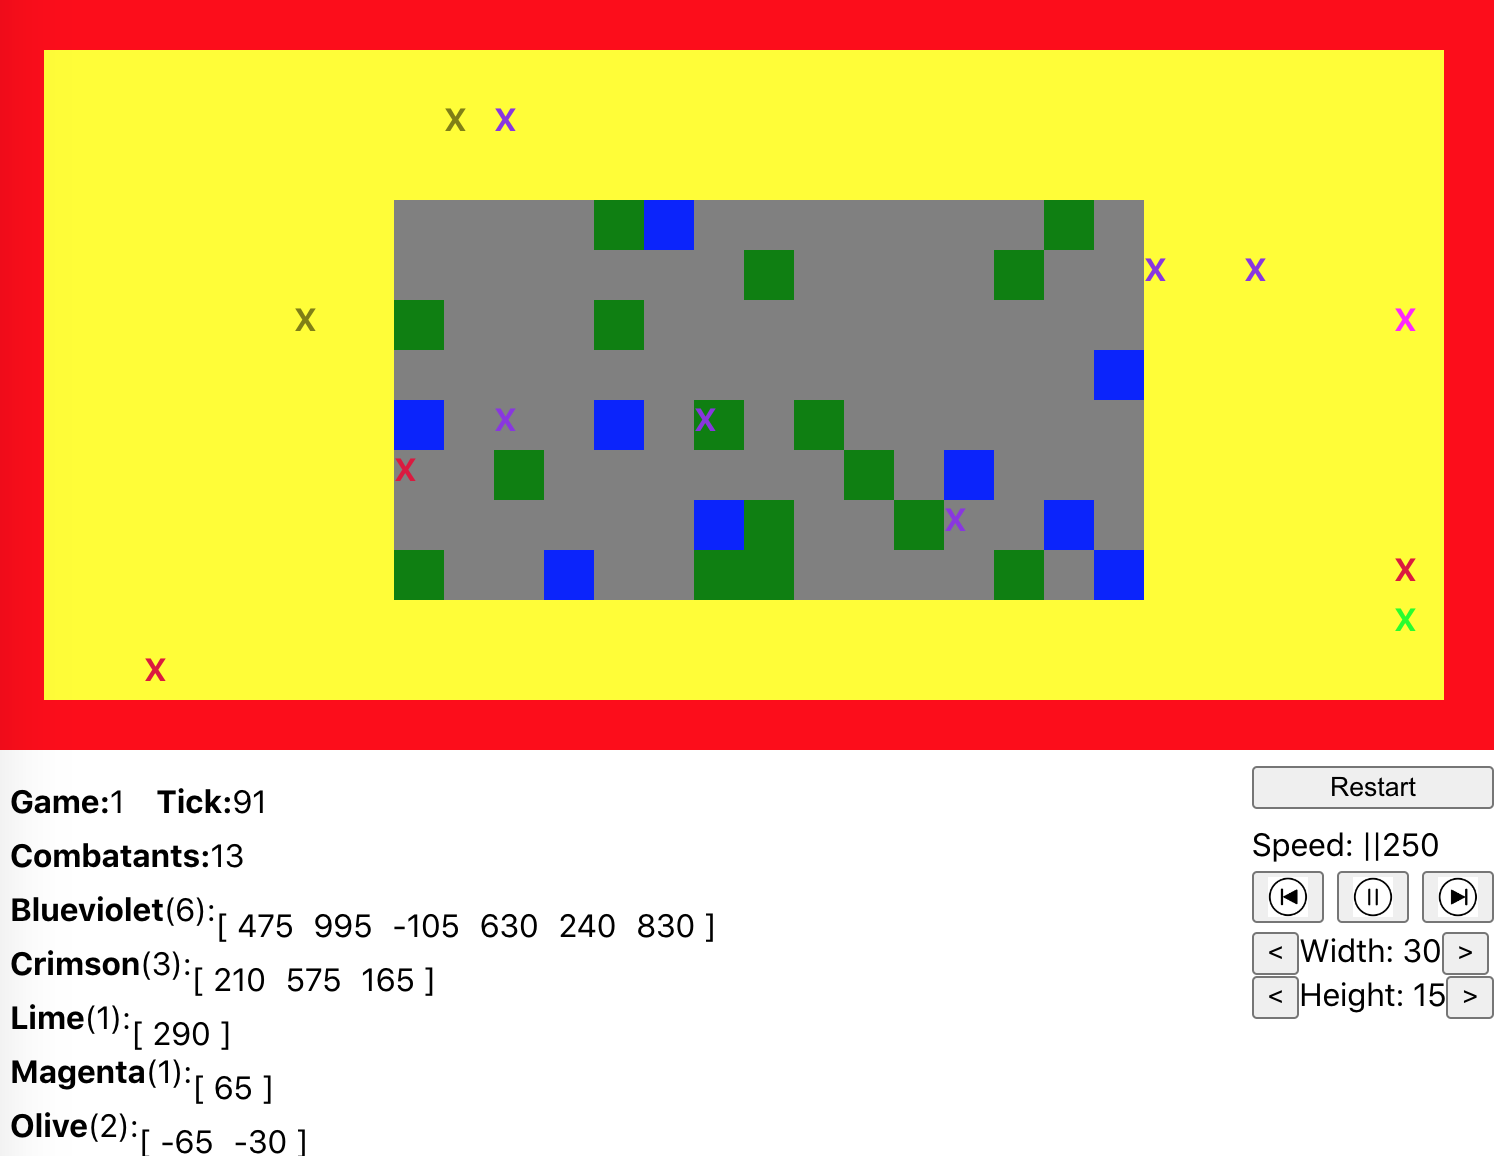 X X
X X
X X
X X
X
X
X
X
X
Game:1 Tick:91
Combatants:13
Blueviolet(6):[ 475 995 -105 630 240 830 ]
Crimson(3):[ 210 575 165 ]
Lime(1):[ 290 ]
Magenta(1):[ 65 ]
Olive(2):[ -65 -30 ]
Restart
Speed: ||250
< Width: 30 >
< Height: 15 >